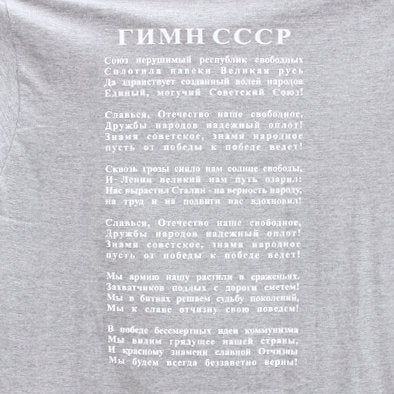 ГИМН СССР
Союз нерушимый республик свободных
Сплотила навеки Великая русь
Да здравствует созданный волей народов
Единый, могучий Советский Союз!
Славься, Отечество наше свободное,
Дружбы народов надежный оплот!
Знамя советское, знамя народное
пусть от победы к победе ведет!
Сквозь грозы сияло нам солнце свободы,
И Ленин великий нам путь озарил:
Нас вырастил Сталин - на верность народу,
на труд и на подвиги нас вдохновил!
Славься, Отечество наше свободное,
Дружбы народов надежный оплот!
Знамя советское, знамя народное
пусть от победы к победе ведет!
Мы армию нашу растили в сраженьях.
Захватчиков подлых с дороги сметем!
Мы в битвах решаем судьбу поколений,
Мы к славе отчизну свою поведем!
В победе бессмертных идей коммунизма
Мы видим грядущее нашей страны,
И красному знамени славной Отчизны
Мы будем всегда беззаветно верны!